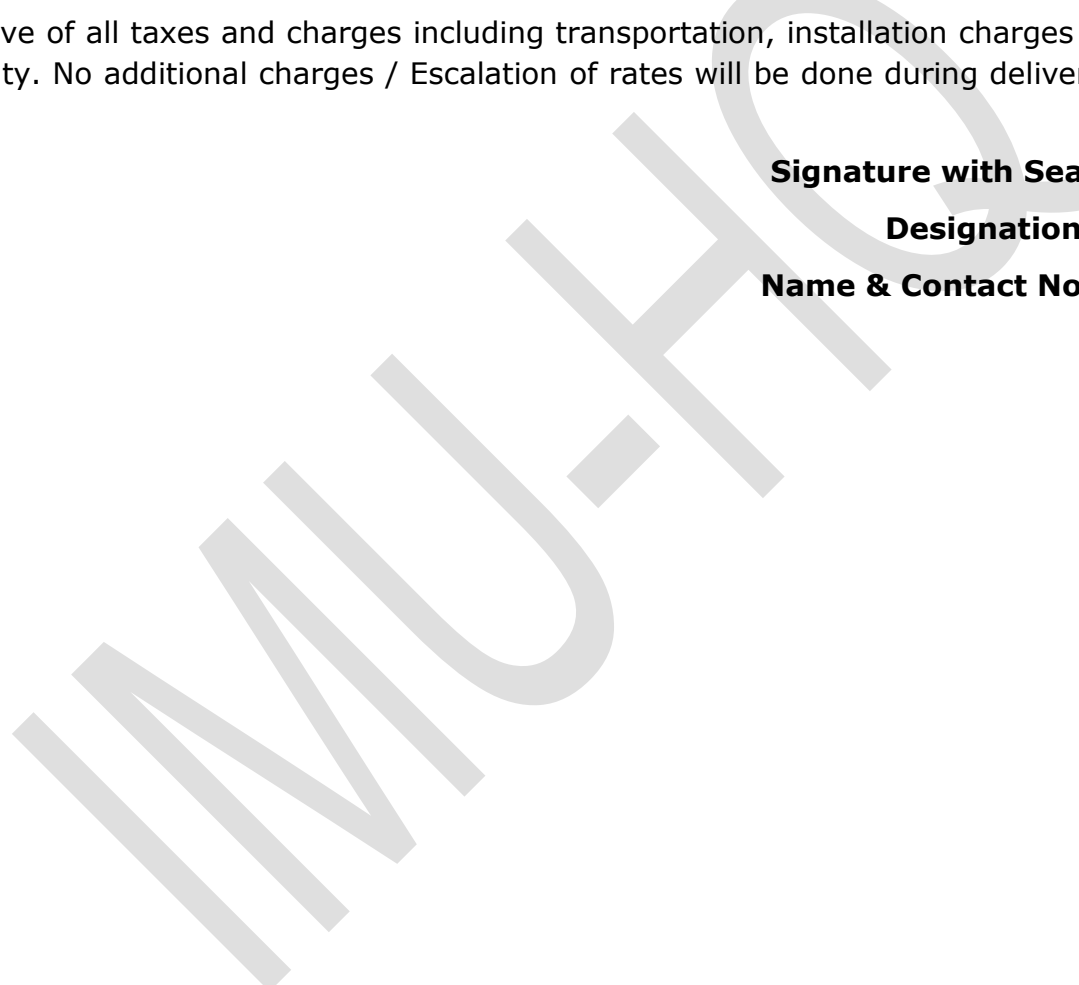 ve of all taxes and charges including transportation, installation charges
ty. No additional charges / Escalation of rates will be done during deliver
Signature with Sea
Designation
Name & Contact No
IMU-HQ